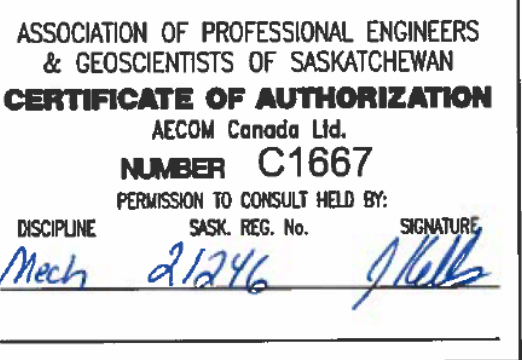 ASSOCIATION OF PROFESSIONAL ENGINEERS
& GEOSCIENTISTS OF SASKATCHEWAN
CERTIFICATE OF AUTHORIZATION
AECOM Canada Ltd.
NUMBER C1667
PERMISSION TO CONSULT HELD BY:
DISCIPLINE SASK. REG. No. SIGNATURE
Mech 21246